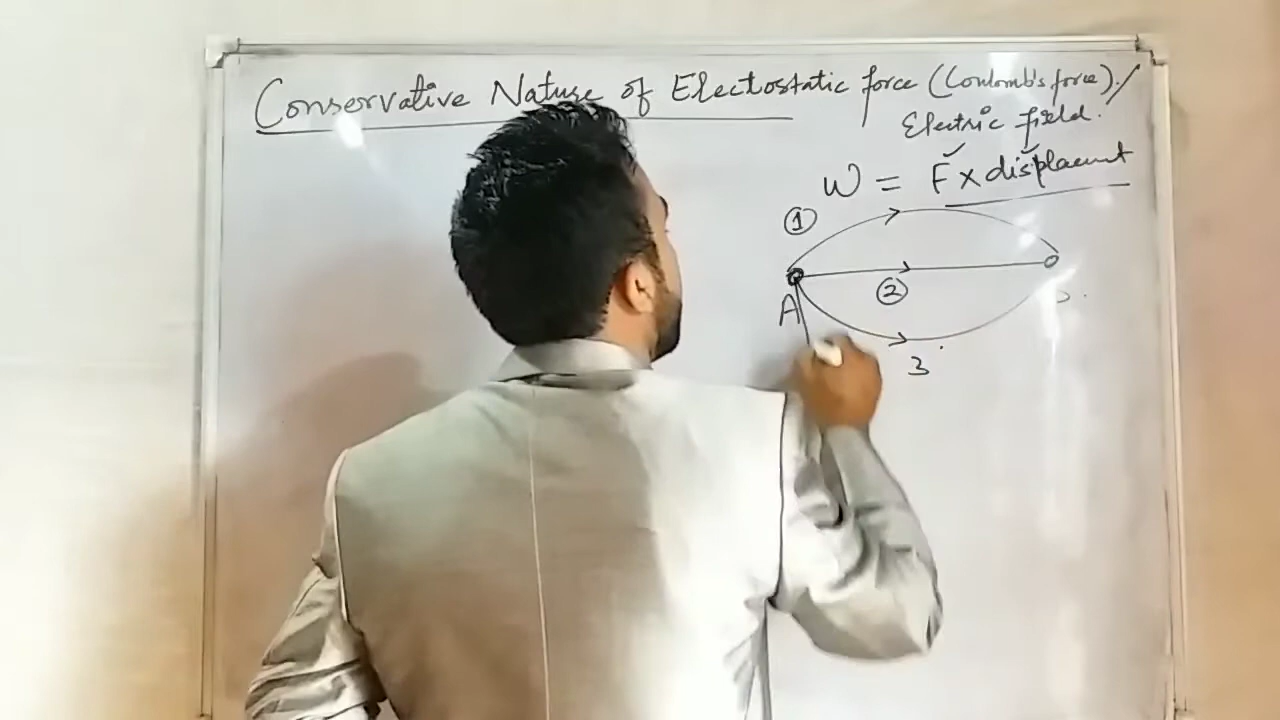 Conservative Nature of Electostatic force (Coulomb's force)./
Electric field.
W = F × displacemt
①
②
A
3